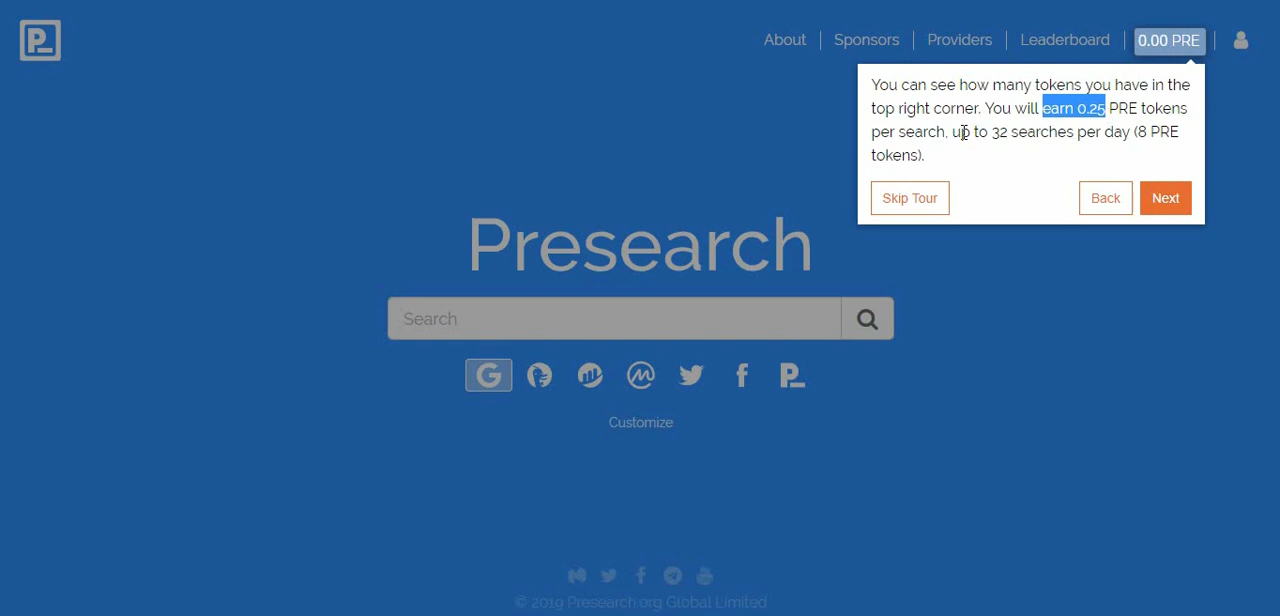 P_
About
Sponsors
Providers
Leaderboard
0.00 PRE
You can see how many tokens you have in the
top right corner. You will earn 0.25 PRE tokens
per search, up to 32 searches per day (8 PRE
tokens).
Skip Tour
Back
Next
Presearch
Search
Customize
© 2019 Presearch.org Global Limited